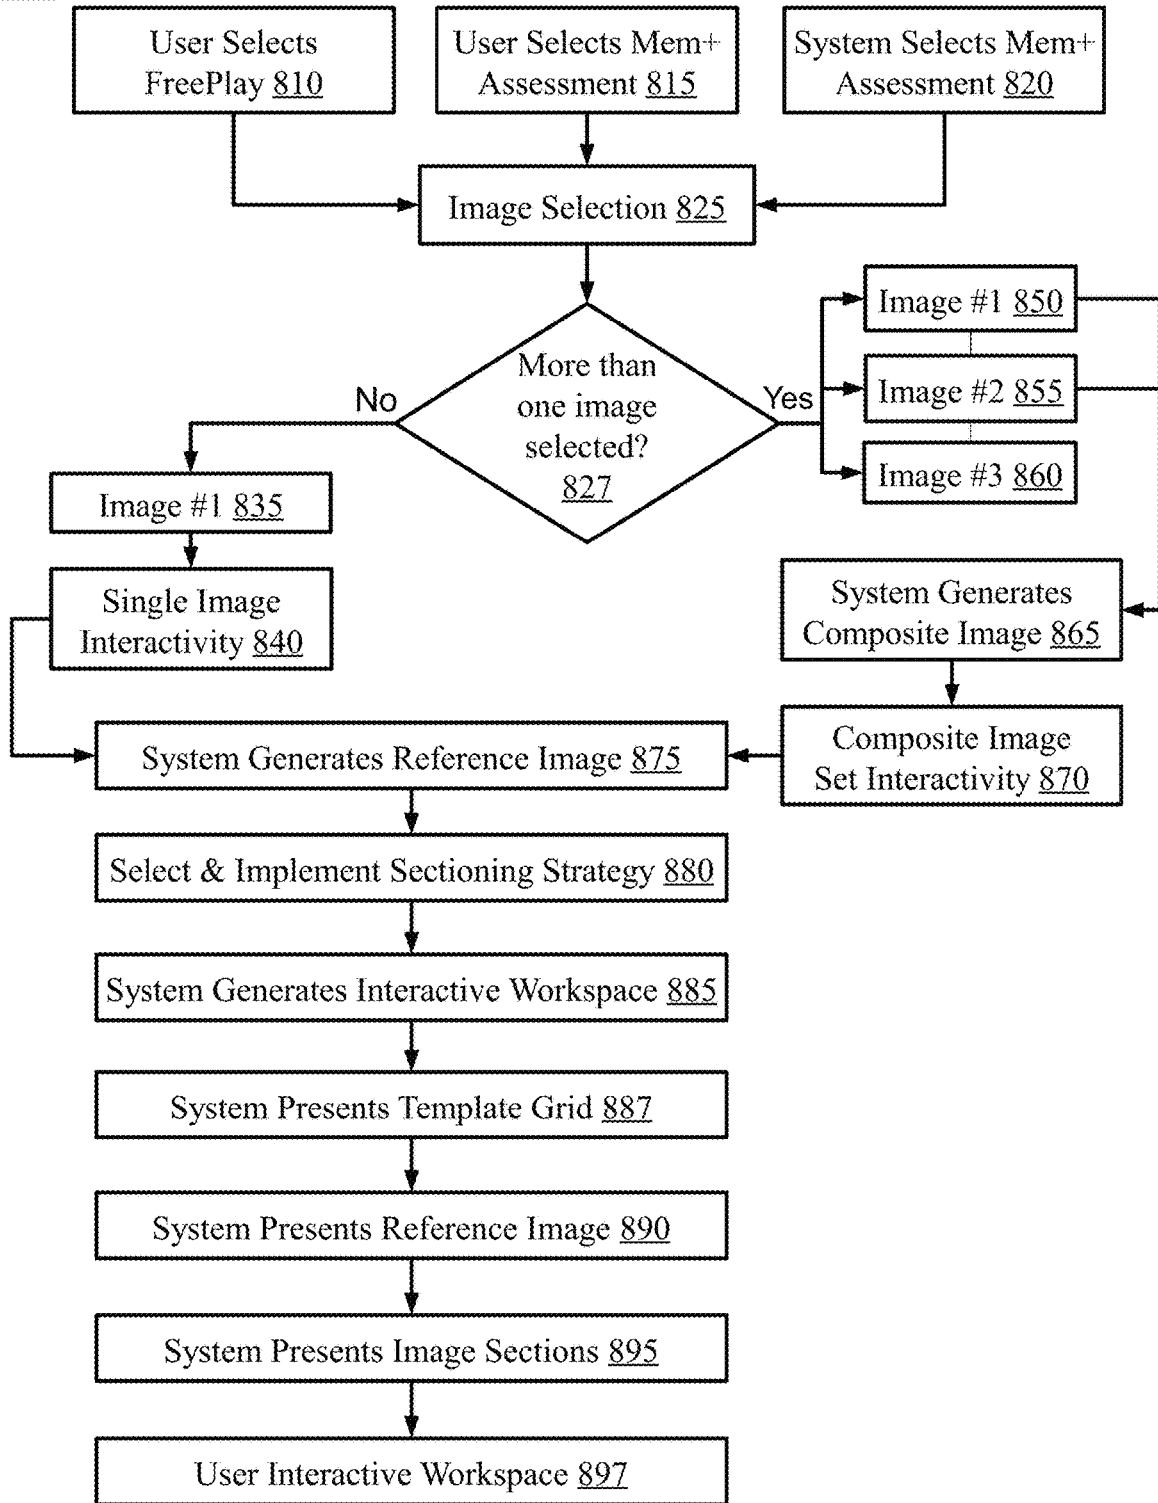 User Selects
FreePlay 810
User Selects Mem+
Assessment 815
System Selects Mem+
Assessment 820
Image Selection 825
More than
one image
selected?
827
No
Yes
Image #1 850
Image #2 855
Image #3 860
Image #1 835
Single Image
Interactivity 840
System Generates
Composite Image 865
Composite Image
Set Interactivity 870
System Generates Reference Image 875
Select & Implement Sectioning Strategy 880
System Generates Interactive Workspace 885
System Presents Template Grid 887
System Presents Reference Image 890
System Presents Image Sections 895
User Interactive Workspace 897